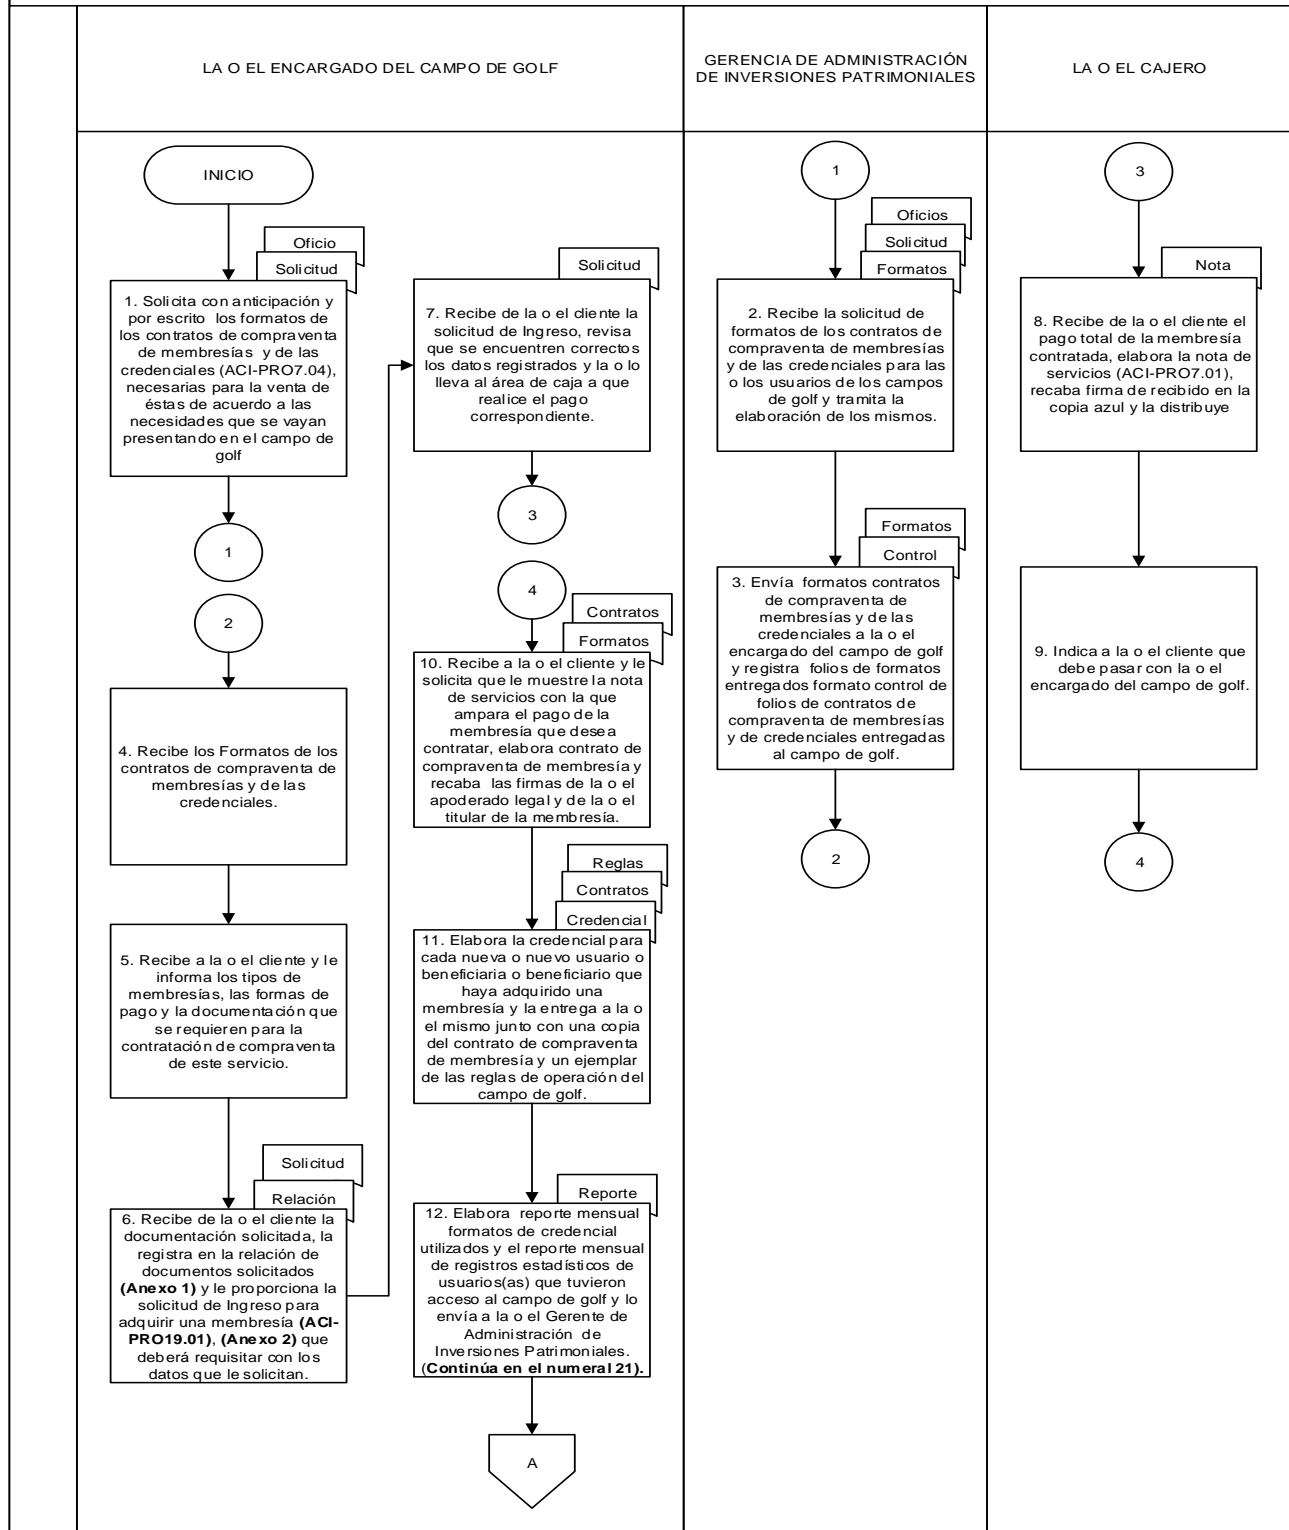 LA O EL ENCARGADO DEL CAMPO DE GOLF
GERENCIA DE ADMINISTRACIÓN
DE INVERSIONES PATRIMONIALES
LA O EL CAJERO
INICIO
Oficio
Solicitud
1. Solicita con anticipación y
por escrito los formatos de
los contratos de compraventa
de membresías y de las
credenciales (ACI-PRO7.04),
necesarias para la venta de
éstas de acuerdo a las
necesidades que se vayan
presentando en el campo de
golf
1
2
4. Recibe los Formatos de los
contratos de compraventa de
membresías y de las
credenciales.
5. Recibe a la o el cliente y le
informa los tipos de
membresías, las formas de
pago y la documentación que
se requieren para la
contratación de compraventa
de este servicio.
Solicitud
Relación
6. Recibe de la o el cliente la
documentación solicitada, la
registra en la relación de
documentos solicitados
(Anexo 1) y le proporciona la
solicitud de Ingreso para
adquirir una membresía (ACI-
PRO19.01), (Anexo 2) que
deberá requisitar con los
datos que le solicitan.
Solicitud
7. Recibe de la o el cliente la
solicitud de Ingreso, revisa
que se encuentren correctos
los datos registrados y la o lo
lleva al área de caja a que
realice el pago
correspondiente.
3
4
Contratos
Formatos
10. Recibe a la o el cliente y le
solicita que le muestre la nota
de servicios con la que
ampara el pago de la
membresía que desea
contratar, elabora contrato de
compraventa de membresía y
recaba las firmas de la o el
apoderado legal y de la o el
titular de la membresía.
Reglas
Contratos
Credencial
11. Elabora la credencial para
cada nueva o nuevo usuario o
beneficiaria o beneficiario que
haya adquirido una
membresía y la entrega a la o
el mismo junto con una copia
del contrato de compraventa
de membresía y un ejemplar
de las reglas de operación del
campo de golf.
Reporte
12. Elabora reporte mensual
formatos de credencial
utilizados y el reporte mensual
de registros estadísticos de
usuarios(as) que tuvieron
acceso al campo de golf y lo
envía a la o el Gerente de
Administración de
Inversiones Patrimoniales.
(Continúa en el numeral 21).
A
1
Oficios
Solicitud
Formatos
2. Recibe la solicitud de
formatos de los contratos de
compraventa de membresías
y de las credenciales para las
o los usuarios de los campos
de golf y tramita la
elaboración de los mismos.
Formatos
Control
3. Envía formatos contratos
de compraventa de
membresías y de las
credenciales a la o el
encargado del campo de golf
y registra folios de formatos
entregados formato control de
folios de contratos de
compraventa de membresías
y de credenciales entregadas
al campo de golf.
2
3
Nota
8. Recibe de la o el cliente el
pago total de la membresía
contratada, elabora la nota de
servicios (ACI-PRO7.01),
recaba firma de recibido en la
copia azul y la distribuye
9. Indica a la o el cliente que
debe pasar con la o el
encargado del campo de golf.
4